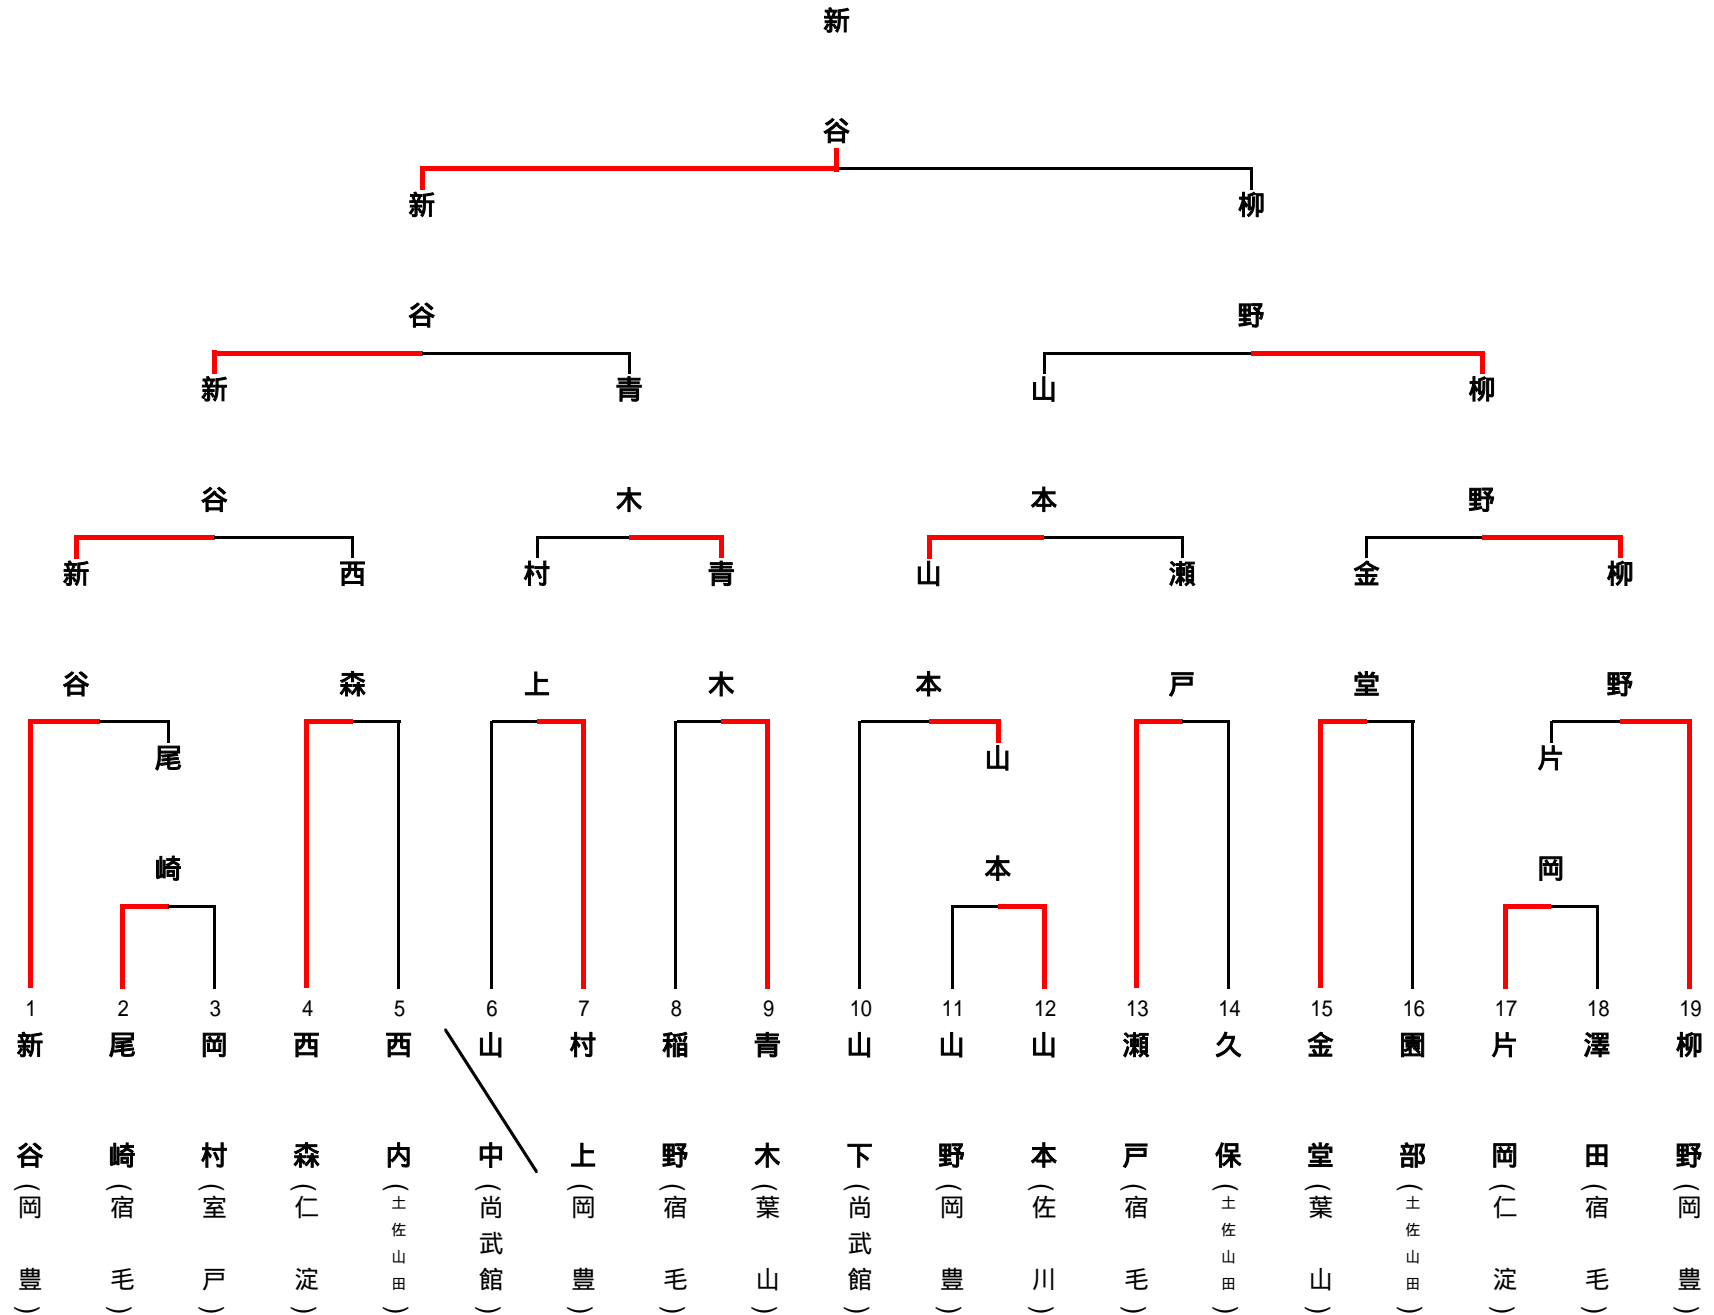 新谷
新谷
柳野
新谷
青木
山本
柳野
新谷
西森
村上
青木
山本
瀬戸
金堂
柳野
尾崎
山本
片岡
1
2
3
4
5
6
7
8
9
10
11
12
13
14
15
16
17
18
19
新谷(岡豊)
尾崎(宿毛)
岡村(室戸)
西森(仁淀)
西内(土佐山田)
山中(尚武館)
村上(岡豊)
稲野(宿毛)
青木(葉山)
山下(尚武館)
山野(岡豊)
山本(佐川)
瀬戸(宿毛)
久保(土佐山田)
金堂(葉山)
園部(土佐山田)
片岡(仁淀)
澤田(宿毛)
柳野(岡豊)